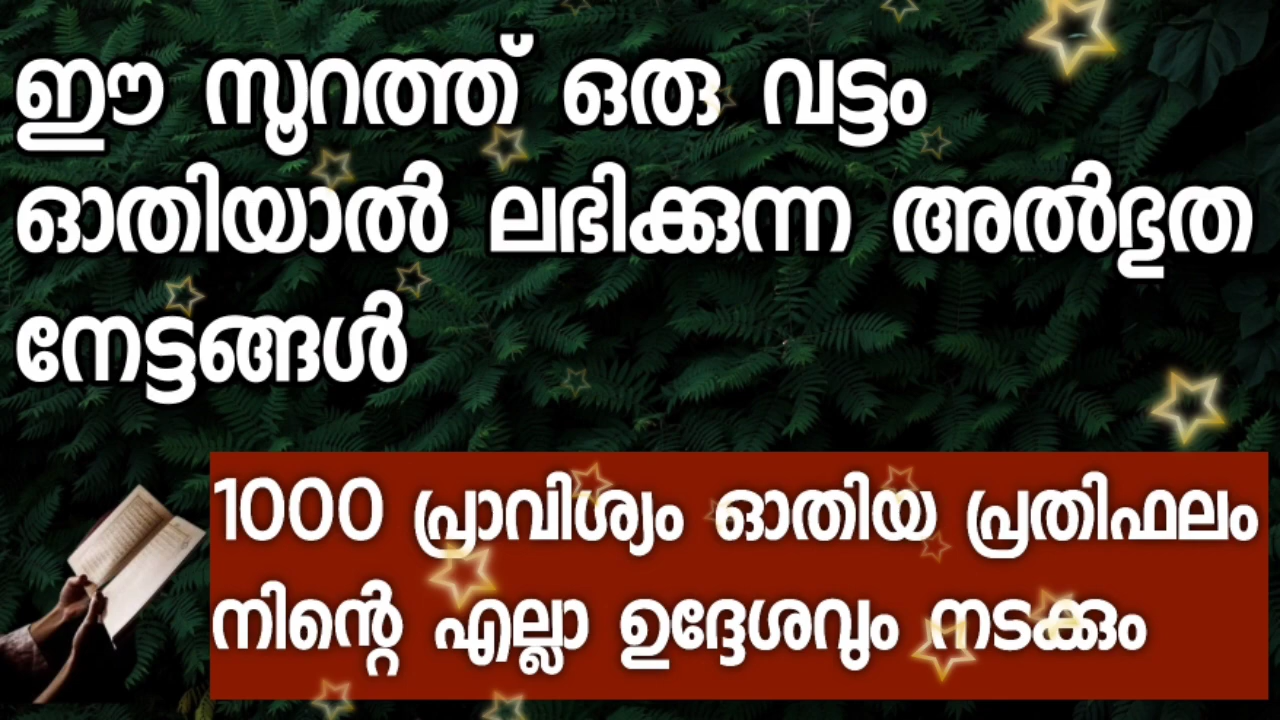 ഈ സൂറത്ത് ഒരു വട്ടം
ഓതിയാൽ ലഭിക്കുന്ന അൽഭുത
നേട്ടങ്ങൾ
1000 പ്രാവിശ്യം ഓതിയ പ്രതിഫലം
നിന്റെ എല്ലാ ഉദ്ദേശവും നടക്കും